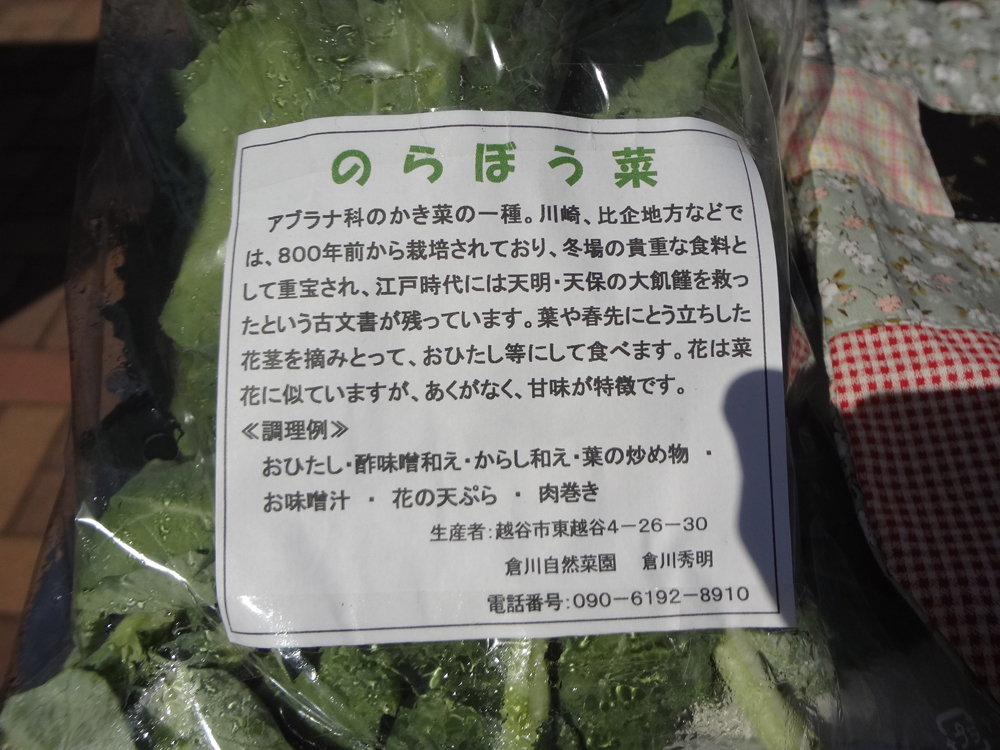 のらぼう菜
アブラナ科のかき菜の一種。川崎、比企地方などで
は、800年前から栽培されており、冬場の貴重な食料と
して重宝され、江戸時代には天明・天保の大飢饉を救っ
たという古文書が残っています。葉や春先にとう立ちした
花茎を摘みとって、おひたし等にして食べます。花は菜
花に似ていますが、あくがなく、甘味が特徴です。
≪調理例≫
おひたし・酢味噌和え・からし和え・葉の炒め物 ・
お味噌汁 ・ 花の天ぷら ・ 肉巻き
生産者:越谷市東越谷4-26-30
倉川自然菜園 倉川秀明
電話番号:090-6192-8910